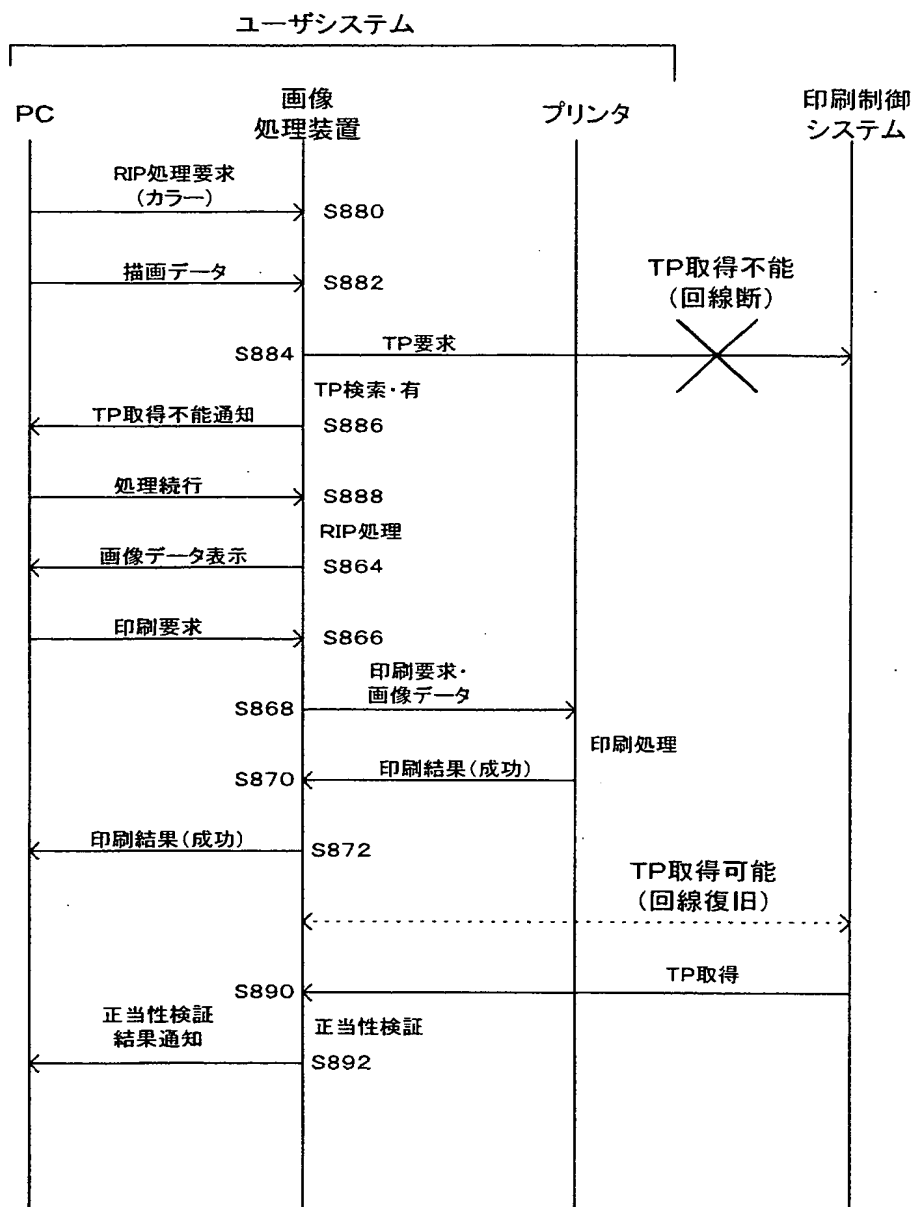 ユーザシステム
PC
画像
処理装置
プリンタ
印刷制御
システム
RIP処理要求
(カラー)
S880
描画データ
S882
TP取得不能
(回線断)
S884
TP要求
TP検索・有
TP取得不能通知
S886
処理続行
S888
RIP処理
画像データ表示
S864
印刷要求
S866
印刷要求・
画像データ
S868
印刷処理
S870
印刷結果(成功)
印刷結果(成功)
S872
TP取得可能
(回線復旧)
S890
TP取得
正当性検証
結果通知
正当性検証
S892